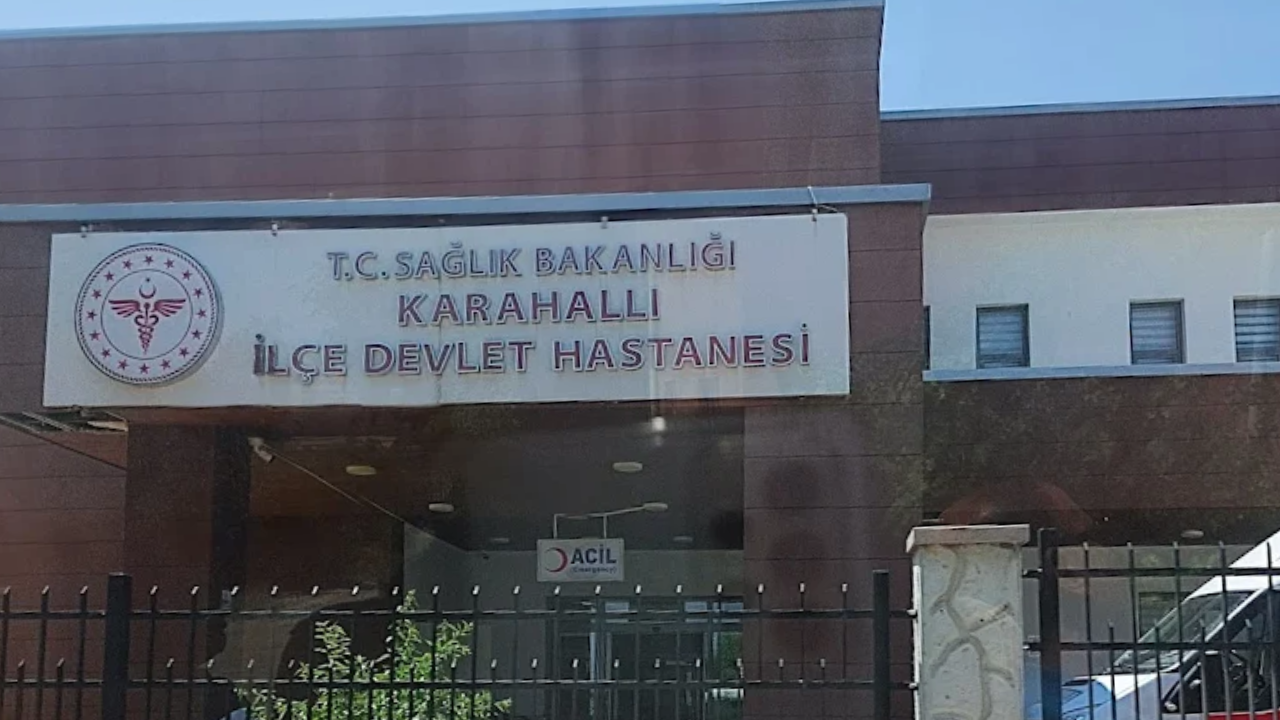 T.C. SAĞLIK BAKANLIĞI
KARAHALLI
İLÇE DEVLET HASTANESİ
ACİL
(Emergency)